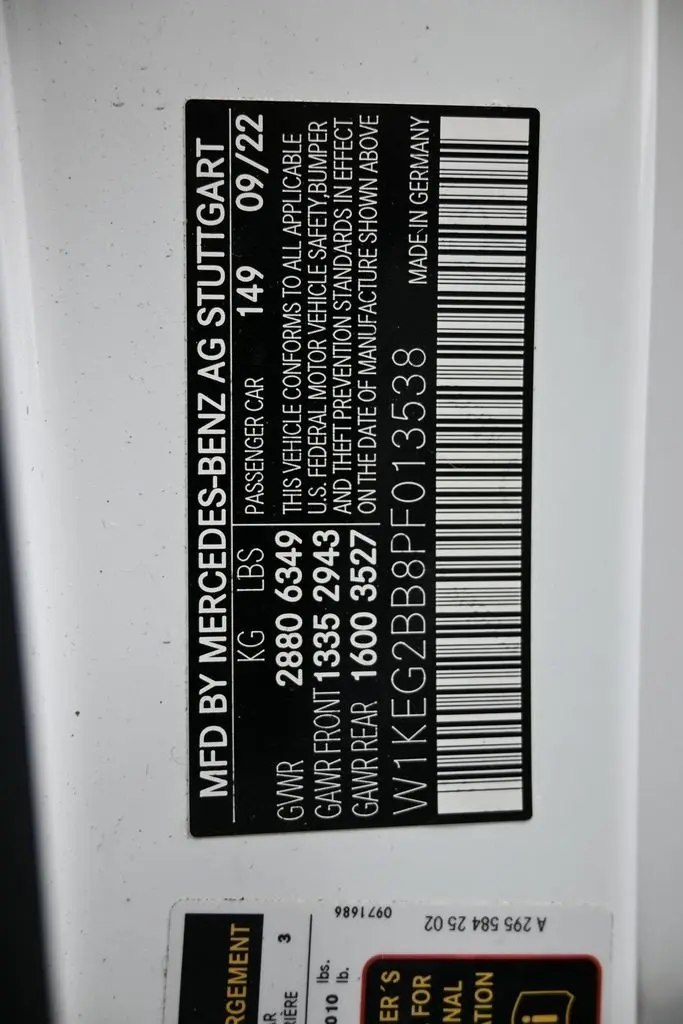 MFD BY MERCEDES-BENZ AG STUTTGART
KG LBS PASSENGER CAR 149 09/22
GVWR 2880 6349 THIS VEHICLE CONFORMS TO ALL APPLICABLE
GAWR FRONT 1335 2943 U.S. FEDERAL MOTOR VEHICLE SAFETY,BUMPER
AND THEFT PREVENTION STANDARDS IN EFFECT
GAWR REAR 1600 3527 ON THE DATE OF MANUFACTURE SHOWN ABOVE
W1KEG2BB8PF013538 MADE IN GERMANY
RGEMENT
3
010 lbs.
lb.
0971686
A 295 584 25 02
ER'S
FOR
NAL
TION
i